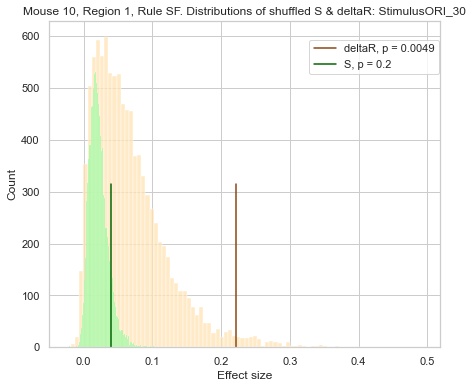 Mouse 10, Region 1, Rule SF. Distributions of shuffled S & deltaR: StimulusORI_30
deltaR, p = 0.0049
S, p = 0.2
600
500
400
300
200
100
0
Count
0.0 0.1 0.2 0.3 0.4 0.5
Effect size